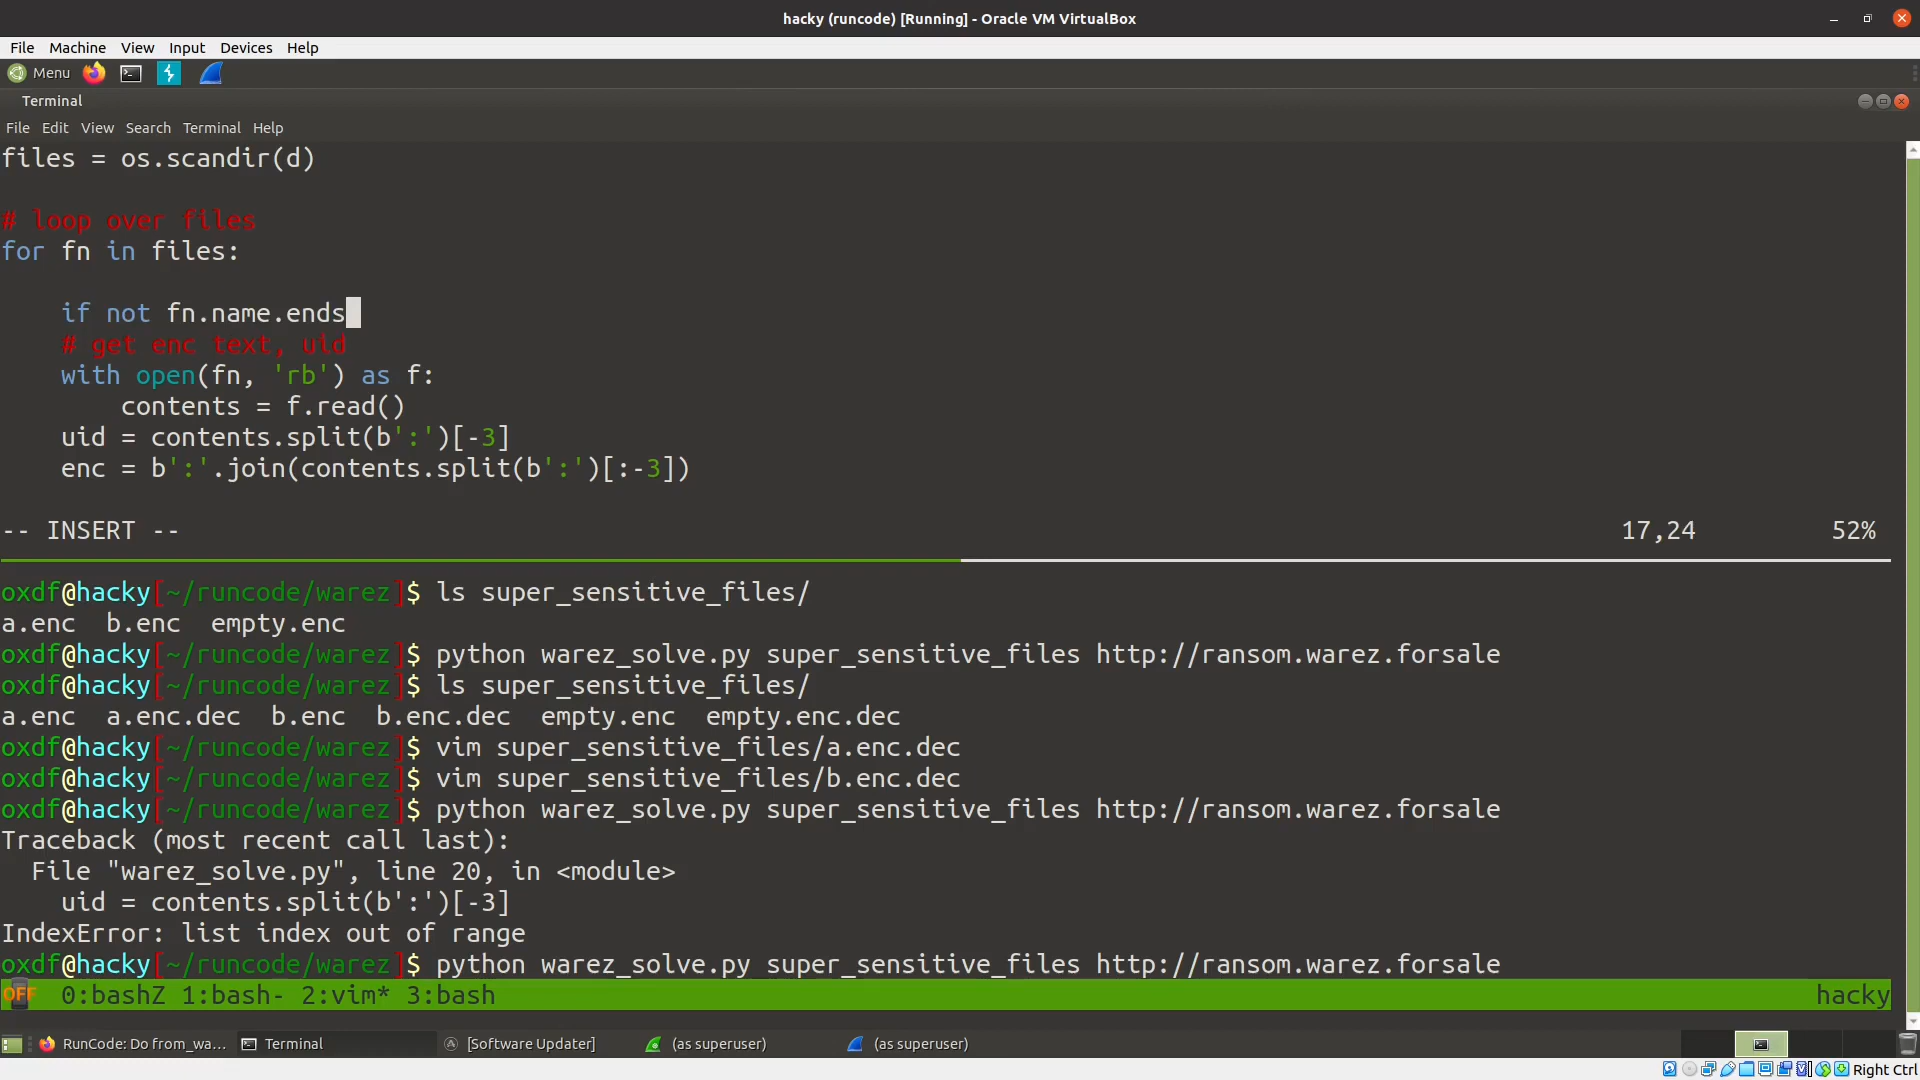 hacky (runcode) [Running] - Oracle VM VirtualBox
File Machine View Input Devices Help
Menu
Terminal
File Edit View Search Terminal Help
files = os.scandir(d)
# loop over files
for fn in files:
    if not fn.name.ends
    # get enc text, uid
    with open(fn, 'rb') as f:
        contents = f.read()
    uid = contents.split(b':')[-3]
    enc = b':'.join(contents.split(b':')[:-3])
-- INSERT -- 17,24 52%
oxdf@hacky[~/runcode/warez]$ ls super_sensitive_files/
a.enc  b.enc  empty.enc
oxdf@hacky[~/runcode/warez]$ python warez_solve.py super_sensitive_files http://ransom.warez.forsale
oxdf@hacky[~/runcode/warez]$ ls super_sensitive_files/
a.enc  a.enc.dec  b.enc  b.enc.dec  empty.enc  empty.enc.dec
oxdf@hacky[~/runcode/warez]$ vim super_sensitive_files/a.enc.dec
oxdf@hacky[~/runcode/warez]$ vim super_sensitive_files/b.enc.dec
oxdf@hacky[~/runcode/warez]$ python warez_solve.py super_sensitive_files http://ransom.warez.forsale
Traceback (most recent call last):
  File "warez_solve.py", line 20, in <module>
    uid = contents.split(b':')[-3]
IndexError: list index out of range
oxdf@hacky[~/runcode/warez]$ python warez_solve.py super_sensitive_files http://ransom.warez.forsale
OFF 0:bashZ 1:bash- 2:vim* 3:bash hacky
RunCode: Do from_wa... Terminal [Software Updater] (as superuser) (as superuser)
Right Ctrl